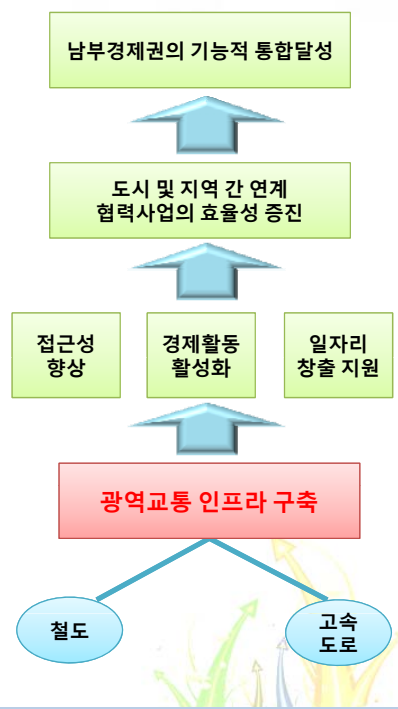 남부경제권의 기능적 통합달성
도시 및 지역 간 연계
협력사업의 효율성 증진
접근성
향상
경제활동
활성화
일자리
창출 지원
광역교통 인프라 구축
철도
고속
도로